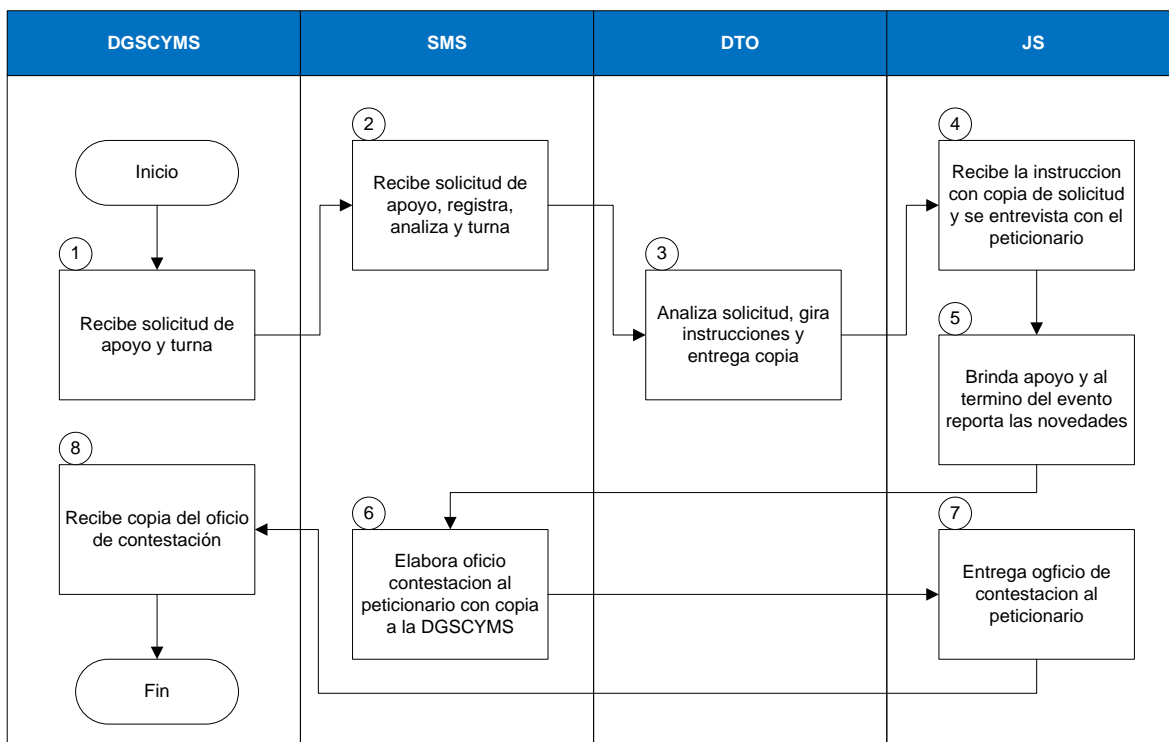 DGSCYMS
SMS
DTO
JS
Inicio
1
Recibe solicitud de
apoyo y turna
2
Recibe solicitud de
apoyo, registra,
analiza y turna
3
Analiza solicitud, gira
instrucciones y
entrega copia
4
Recibe la instruccion
con copia de solicitud
y se entrevista con el
peticionario
5
Brinda apoyo y al
termino del evento
reporta las novedades
6
Elabora oficio
contestacion al
peticionario con copia
a la DGSCYMS
7
Entrega ogficio de
contestacion al
peticionario
8
Recibe copia del oficio
de contestación
Fin